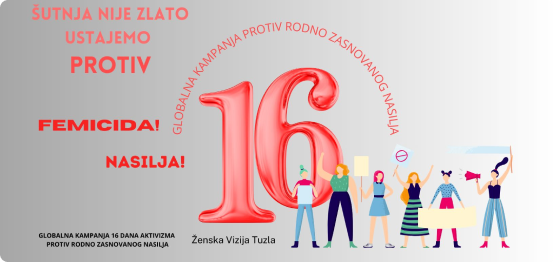 ŠUTNJA NIJE ZLATO
USTAJEMO
PROTIV
GLOBALNA KAMPANJA PROTIV RODNO ZASNOVANOG NASILJA
16
FEMICIDA!
NASILJA!
GLOBALNA KAMPANJA 16 DANA AKTIVIZMA
PROTIV RODNO ZASNOVANOG NASILJA
Ženska Vizija Tuzla